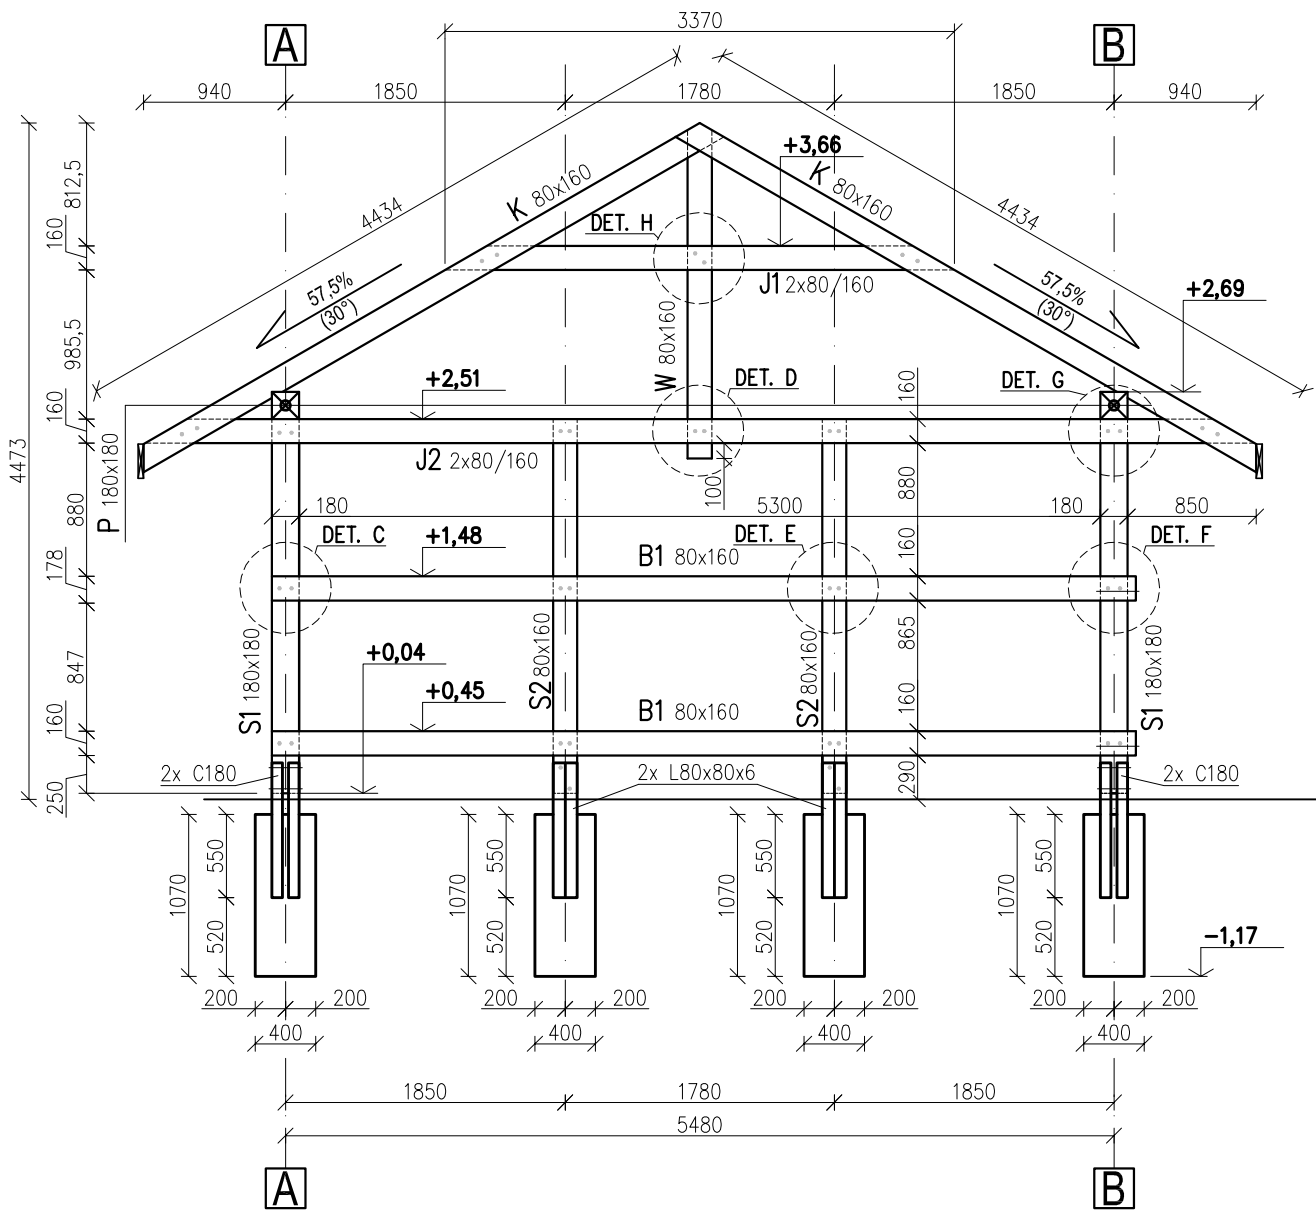 3370
A
B
940
1850
1780
1850
940
+3,66
812,5
K 80x160
K 80x160
4434
4434
160
DET. H
57,5%
(30°)
J1 2x80/160
57,5%
(30°)
+2,69
985,5
W 80x160
+2,51
DET. D
DET. G
160
160
4473
P 180x180
J2 2x80/160
100
880
880
180
5300
180
850
DET. C
+1,48
DET. E
DET. F
B1 80x160
160
178
S1 180x180
S2 80x160
S2 80x160
865
S1 180x180
847
+0,04
+0,45
B1 80x160
160
160
2x C180
2x L80x80x6
2x C180
250
290
1070
550
520
1070
550
520
1070
550
520
1070
550
520
-1,17
200
200
200
200
200
200
200
200
400
400
400
400
1850
1780
1850
5480
A
B